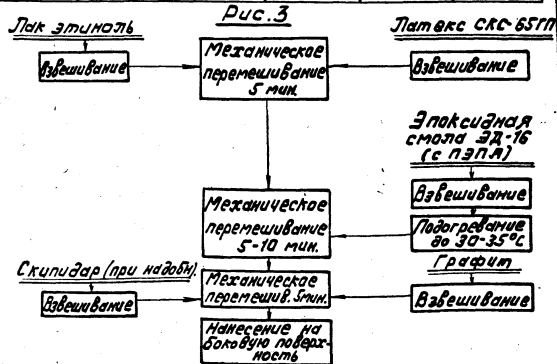 Рис.3
Лак этиноль
Латекс СКС-65ГП
Взвешивание
Механическое
перемешивание
5 мин.
Взвешивание
Эпоксидная
смола ЭД-16
(с ПЭПА)
Взвешивание
Механическое
перемешивание
5-10 мин.
Подогревание
до 30-35°С
Скипидар (при надобн)
Графит
Взвешивание
Механическое
перемешив. 5мин.
Взвешивание
Нанесение на
боковую поверх-
ность